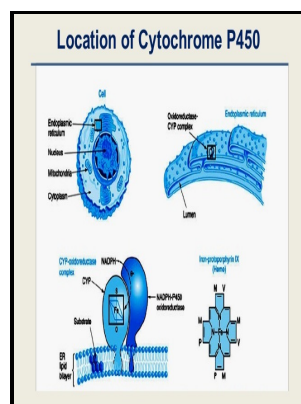 Location of Cytochrome P450
Cell
Endoplasmic
reticulum
Nucleus
Mitochondria
Cytoplasm
Oxidoreductase-
CYP complex
Endoplasmic reticulum
Lumen
CYP-oxidoreductase
complex
NADPH
CYP
Substrate
NADPH-P450
oxidoreductase
ER
lipid
bilayer
Iron-protoporphyrin IX
(Heme)
M V
M V
P M
P M